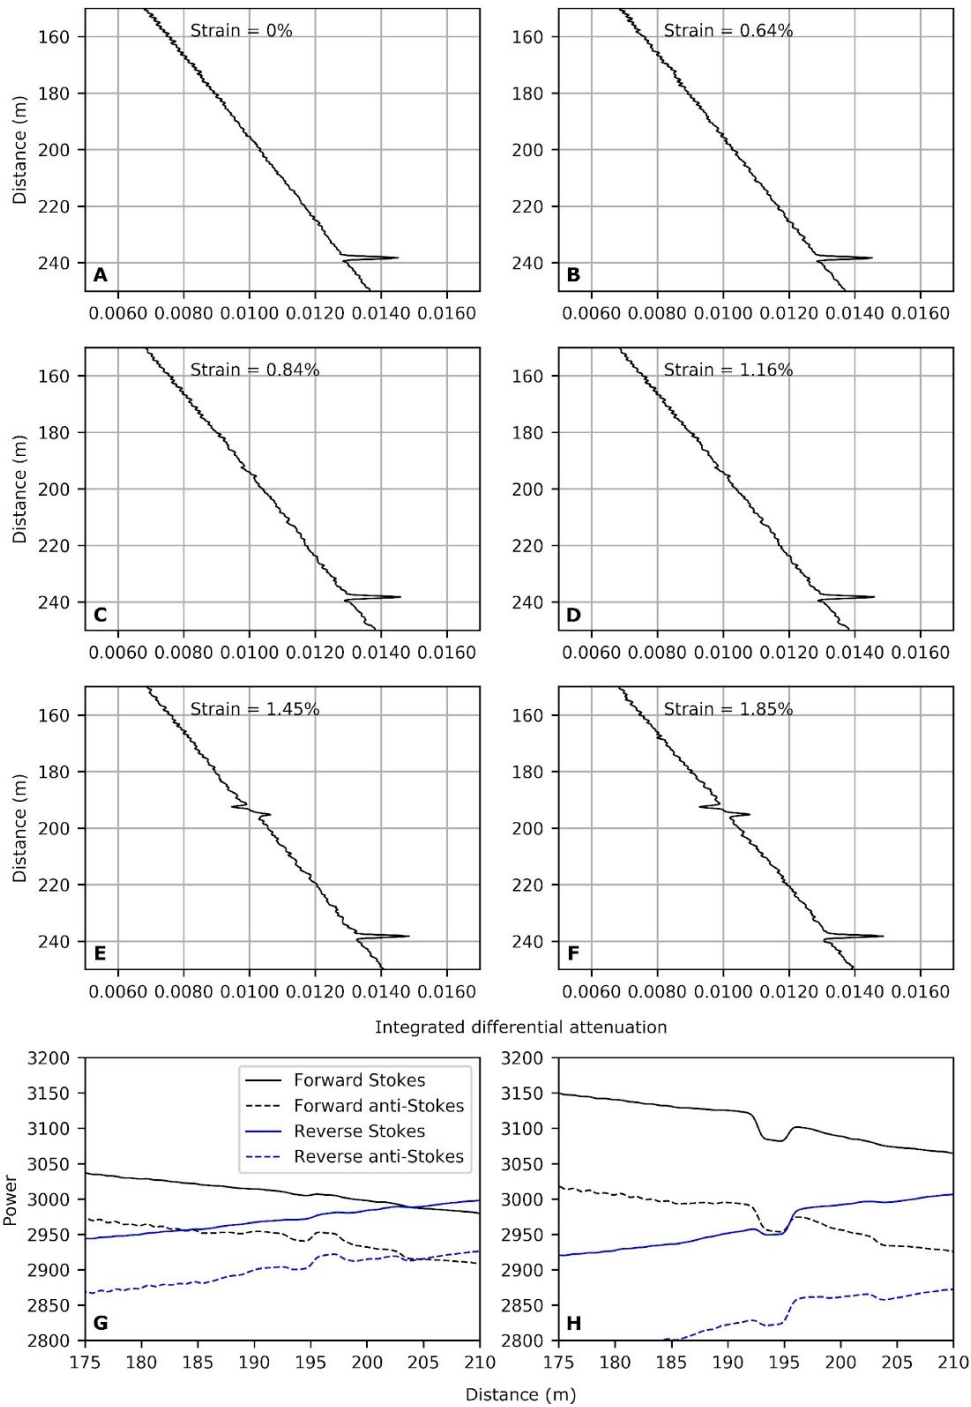 Strain = 0%
Strain = 0.64%
160
180
200
220
240
160
180
200
220
240
Distance (m)
A
B
0.0060 0.0080 0.0100 0.0120 0.0140 0.0160
0.0060 0.0080 0.0100 0.0120 0.0140 0.0160
Strain = 0.84%
Strain = 1.16%
160
180
200
220
240
160
180
200
220
240
Distance (m)
C
D
0.0060 0.0080 0.0100 0.0120 0.0140 0.0160
0.0060 0.0080 0.0100 0.0120 0.0140 0.0160
Strain = 1.45%
Strain = 1.85%
160
180
200
220
240
160
180
200
220
240
Distance (m)
E
F
0.0060 0.0080 0.0100 0.0120 0.0140 0.0160
0.0060 0.0080 0.0100 0.0120 0.0140 0.0160
Integrated differential attenuation
3200
3150
3100
3050
3000
2950
2900
2850
2800
Power
Forward Stokes
Forward anti-Stokes
Reverse Stokes
Reverse anti-Stokes
G
175 180 185 190 195 200 205 210
3200
3150
3100
3050
3000
2950
2900
2850
2800
H
175 180 185 190 195 200 205 210
Distance (m)